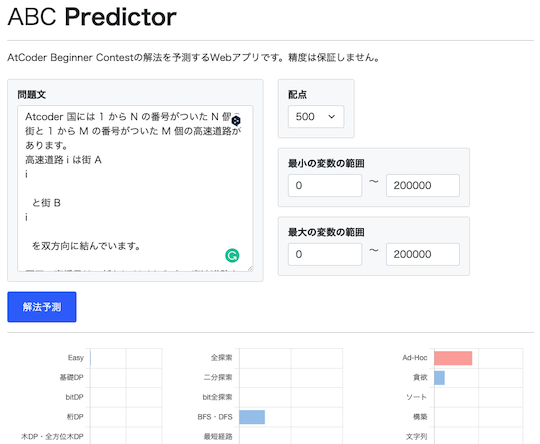 ABC Predictor
AtCoder Beginner Contestの解法を予測するWebアプリです。精度は保証しません。
問題文
Atcoder 国には 1 から N の番号がついた N 個
街と 1 から M の番号がついた M 個の高速道路が
あります。
高速道路 i は街 A
i
と街 B
i
を双方向に結んでいます。
配点
500
最小の変数の範囲
0 〜 200000
最大の変数の範囲
0 〜 200000
解法予測
Easy
基礎DP
bitDP
桁DP
木DP・全方位木DP
全探索
二分探索
bit全探索
BFS・DFS
最短経路
Ad-Hoc
貪欲
ソート
構築
文字列